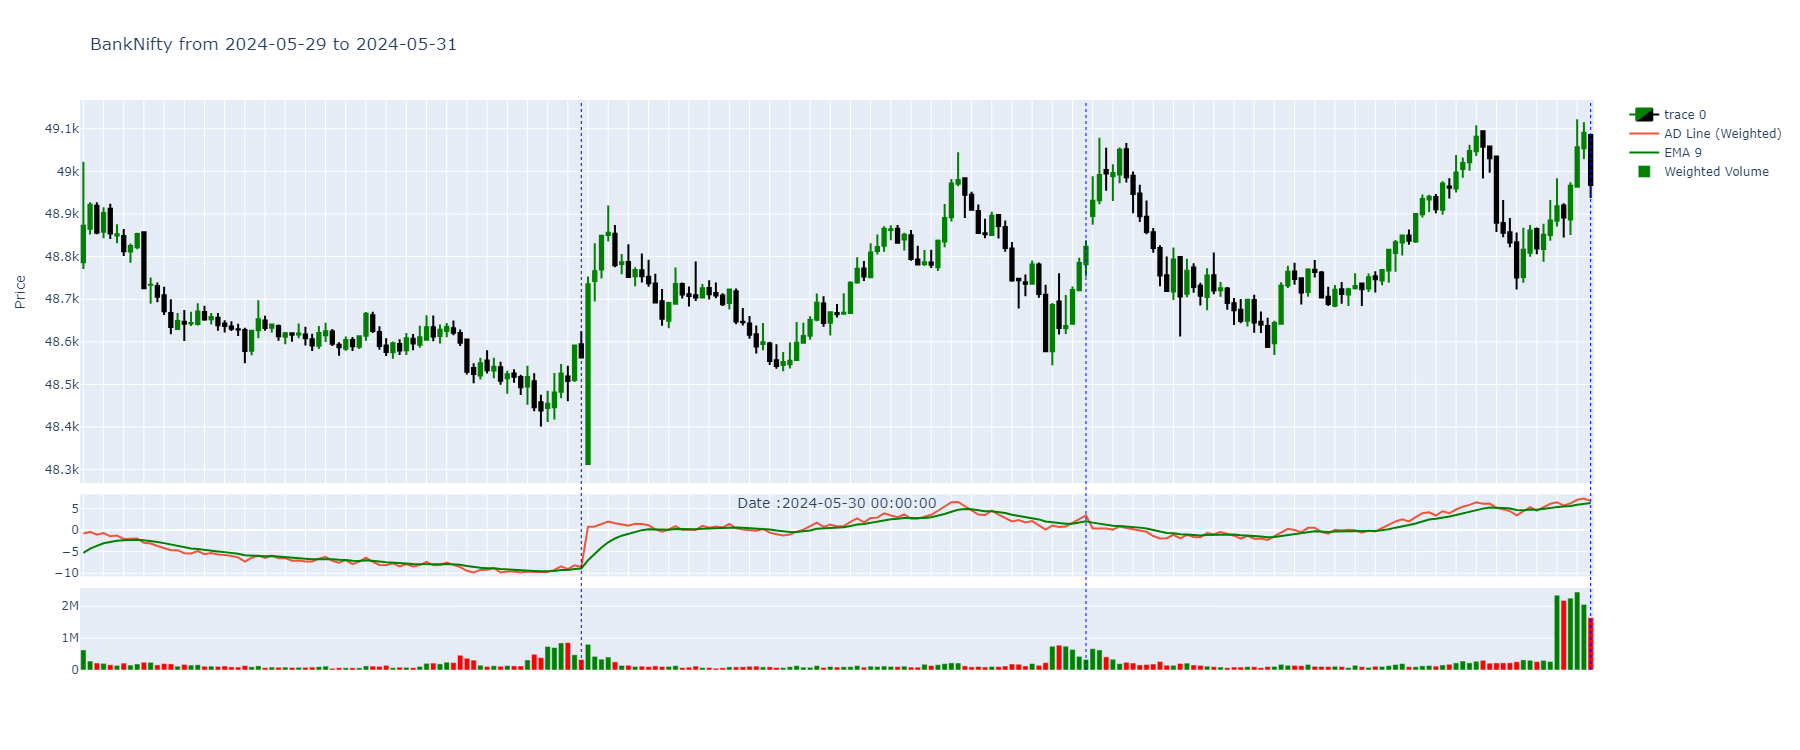 BankNifty from 2024-05-29 to 2024-05-31
Price
49.1k
49k
48.9k
48.8k
48.7k
48.6k
48.5k
48.4k
48.3k
trace 0
AD Line (Weighted)
EMA 9
Weighted Volume
Date :2024-05-30 00:00:00
5
0
−5
−10
2M
1M
0